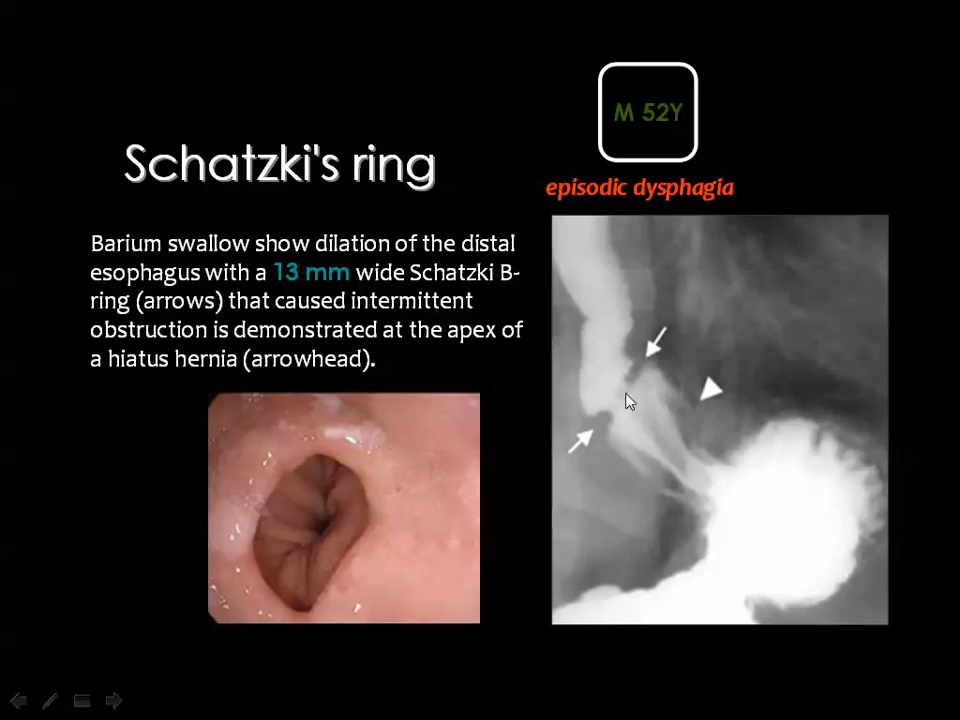 M 52Y
Schatzki's ring
episodic dysphagia
Barium swallow show dilation of the distal
esophagus with a 13 mm wide Schatzki B-
ring (arrows) that caused intermittent
obstruction is demonstrated at the apex of
a hiatus hernia (arrowhead).